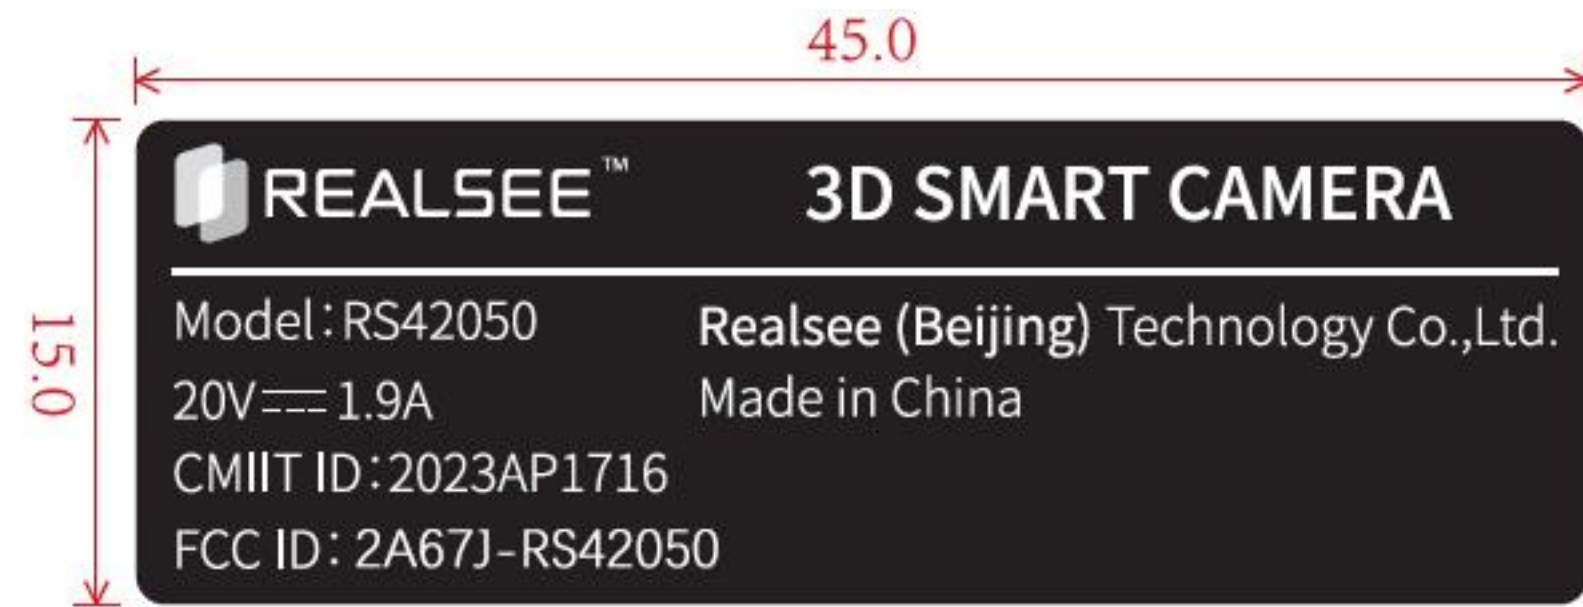 45.0
15.0
REALSEE™ 3D SMART CAMERA
Model:RS42050 Realsee (Beijing) Technology Co.,Ltd.
20V⎓1.9A Made in China
CMIIT ID:2023AP1716
FCC ID: 2A67J-RS42050